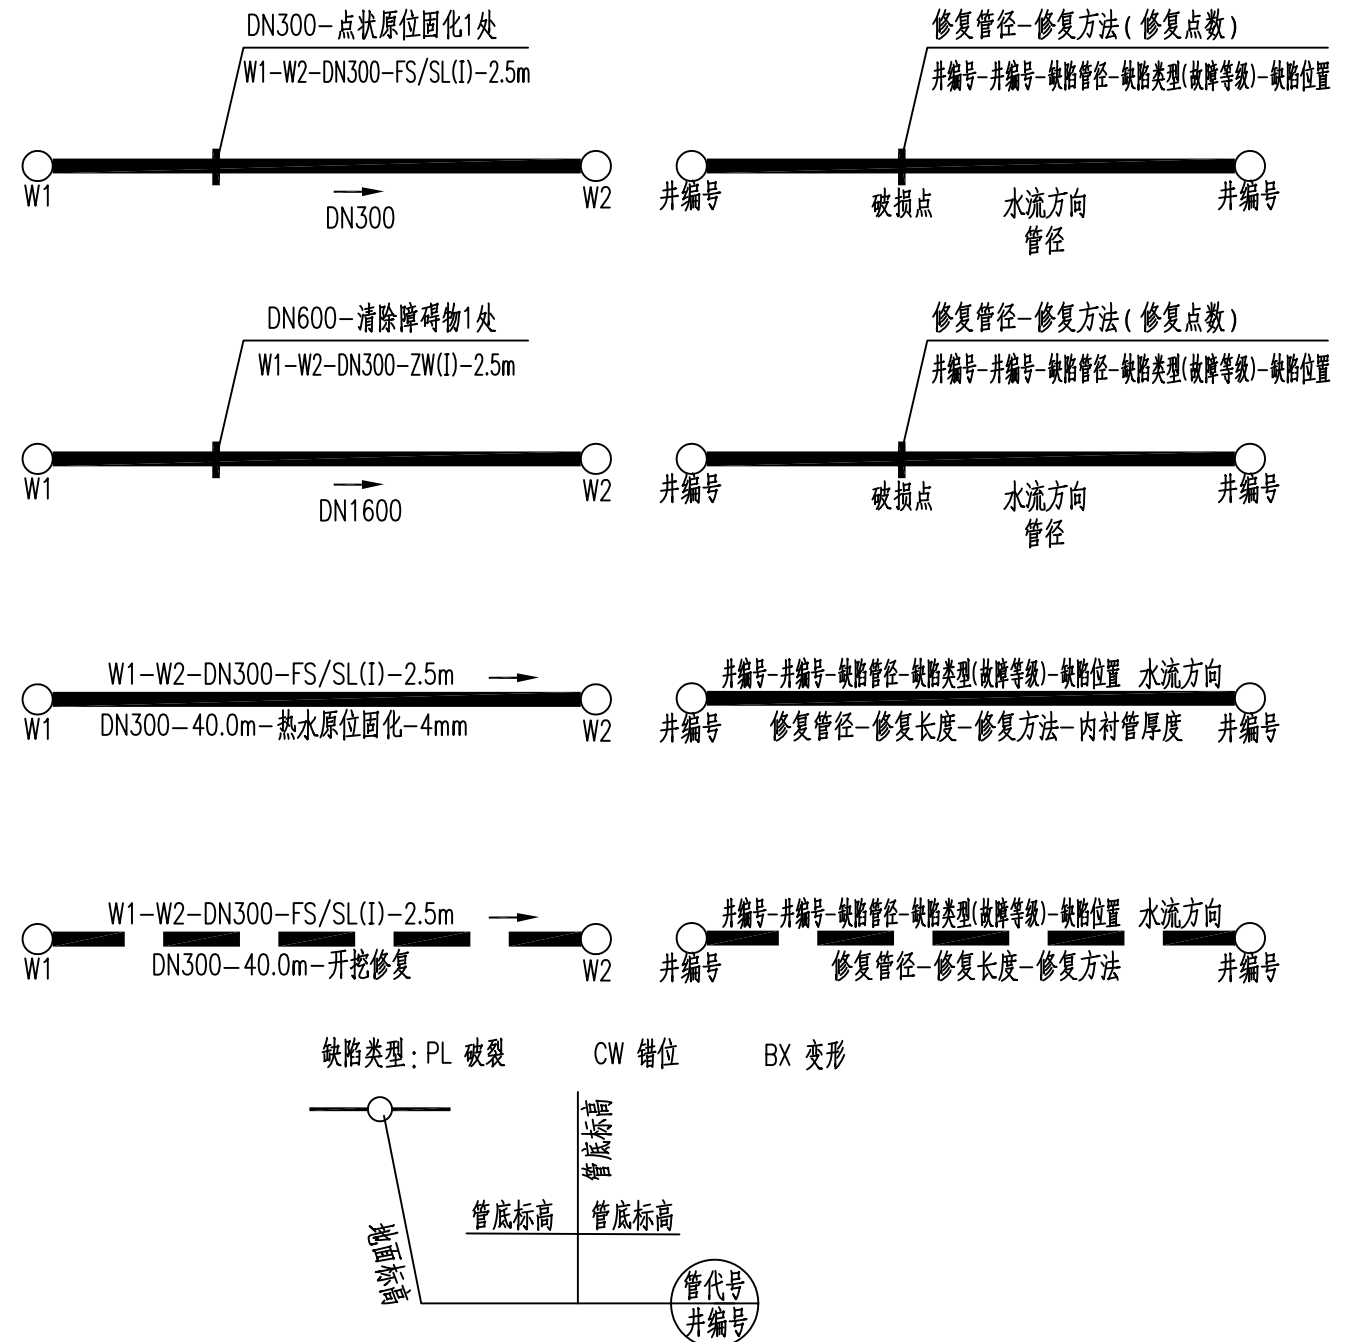 DN300-点状原位固化1处
W1-W2-DN300-FS/SL(I)-2.5m
W1
DN300
W2
修复管径-修复方法(修复点数)
井编号-井编号-缺陷管径-缺陷类型(故障等级)-缺陷位置
井编号
破损点
水流方向
管径
井编号
DN600-清除障碍物1处
W1-W2-DN300-ZW(I)-2.5m
W1
DN1600
W2
修复管径-修复方法(修复点数)
井编号-井编号-缺陷管径-缺陷类型(故障等级)-缺陷位置
井编号
破损点
水流方向
管径
井编号
W1-W2-DN300-FS/SL(I)-2.5m
W1
DN300-40.0m-热水原位固化-4mm
W2
井编号-井编号-缺陷管径-缺陷类型(故障等级)-缺陷位置 水流方向
井编号
修复管径-修复长度-修复方法-内衬管厚度
井编号
W1-W2-DN300-FS/SL(I)-2.5m
W1
DN300-40.0m-开挖修复
W2
井编号-井编号-缺陷管径-缺陷类型(故障等级)-缺陷位置 水流方向
井编号
修复管径-修复长度-修复方法
井编号
缺陷类型:PL 破裂 CW 错位 BX 变形
管底标高
管底标高
管底标高
地面标高
管代号
井编号